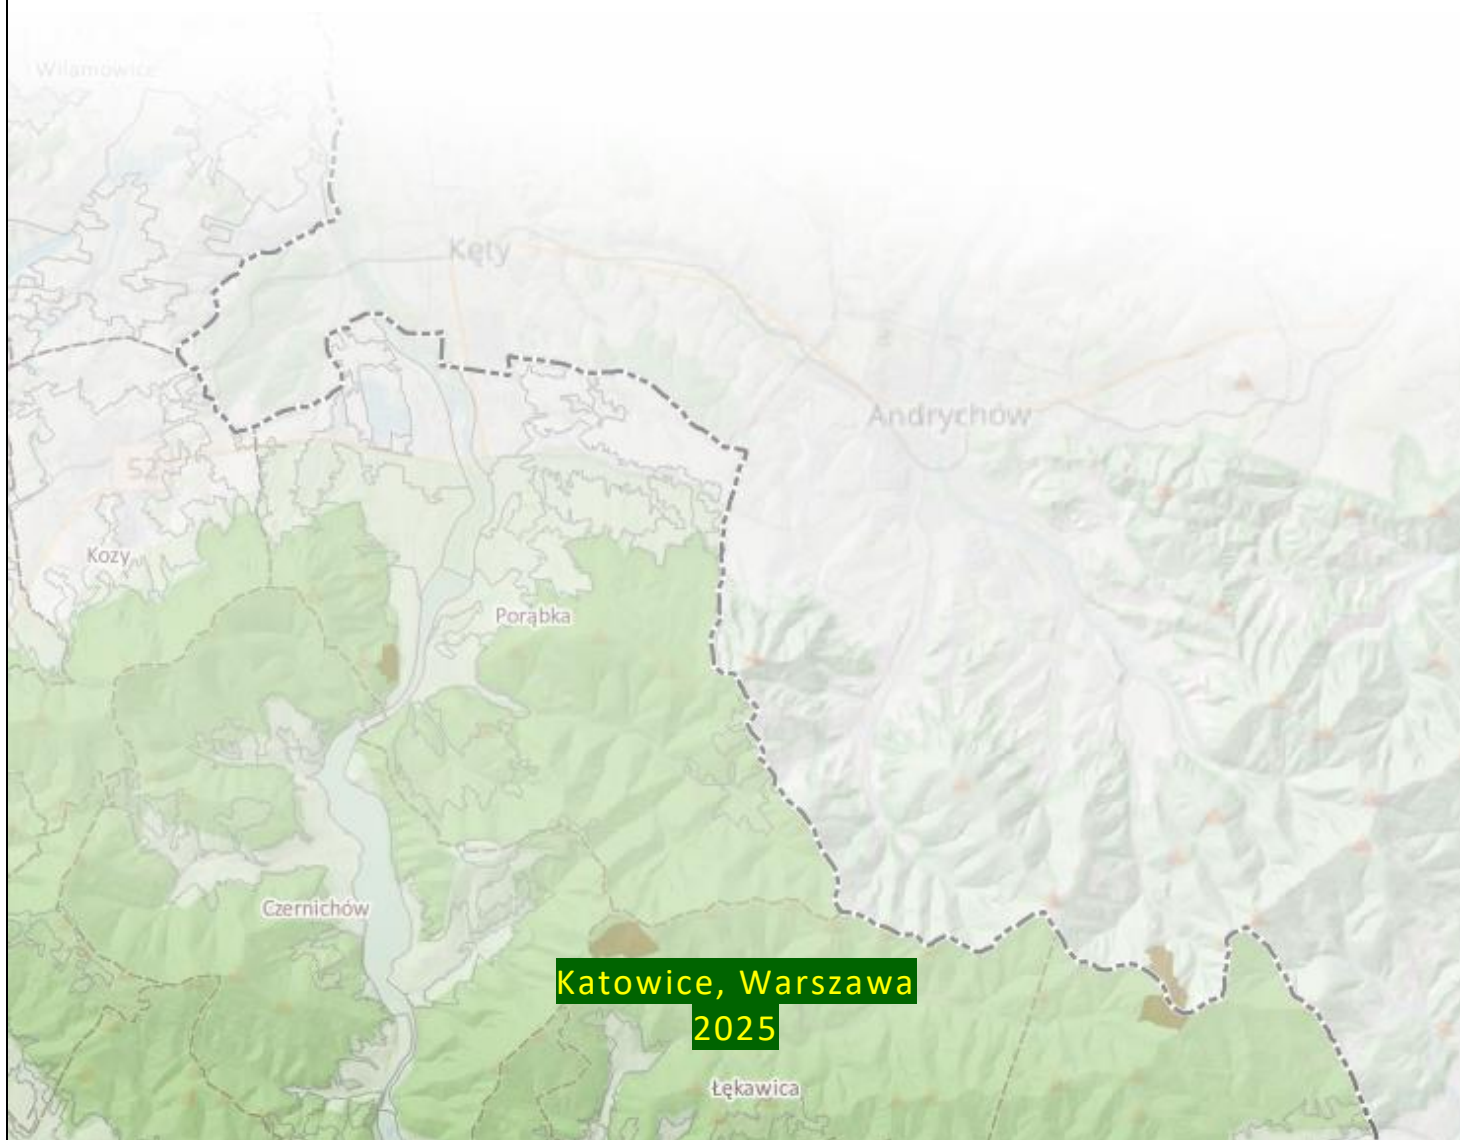 Wilamowice
Kęty
Andrychów
52
Kozy
Porąbka
Czernichów
Katowice, Warszawa
2025
Łękawica